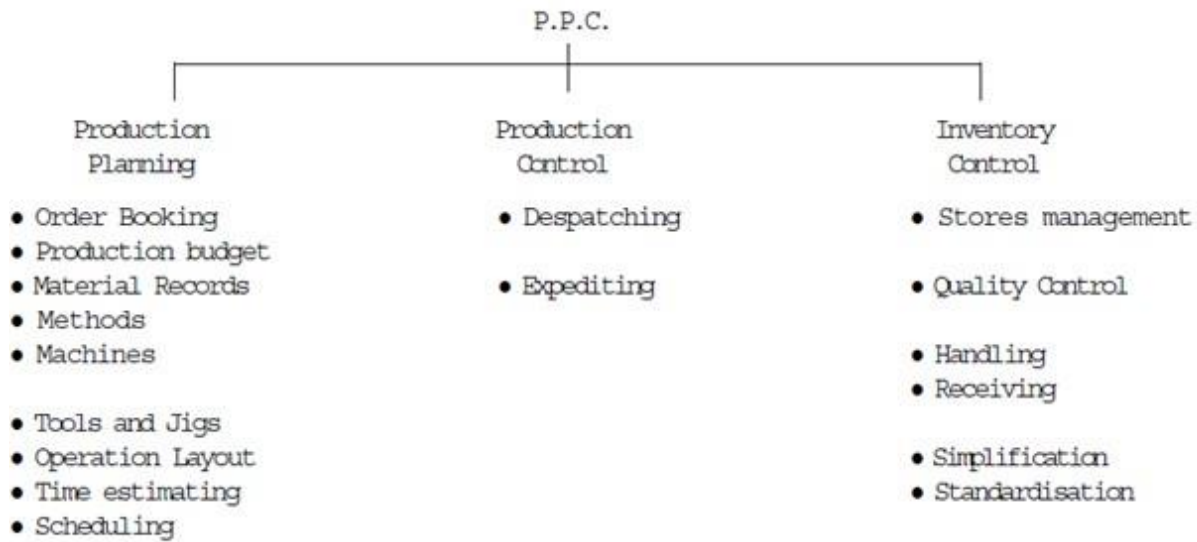 P.P.C.
Production
Planning
● Order Booking
● Production budget
● Material Records
● Methods
● Machines
● Tools and Jigs
● Operation Layout
● Time estimating
● Scheduling
Production
Control
● Despatching
● Expediting
Inventory
Control
● Stores management
● Quality Control
● Handling
● Receiving
● Simplification
● Standardisation